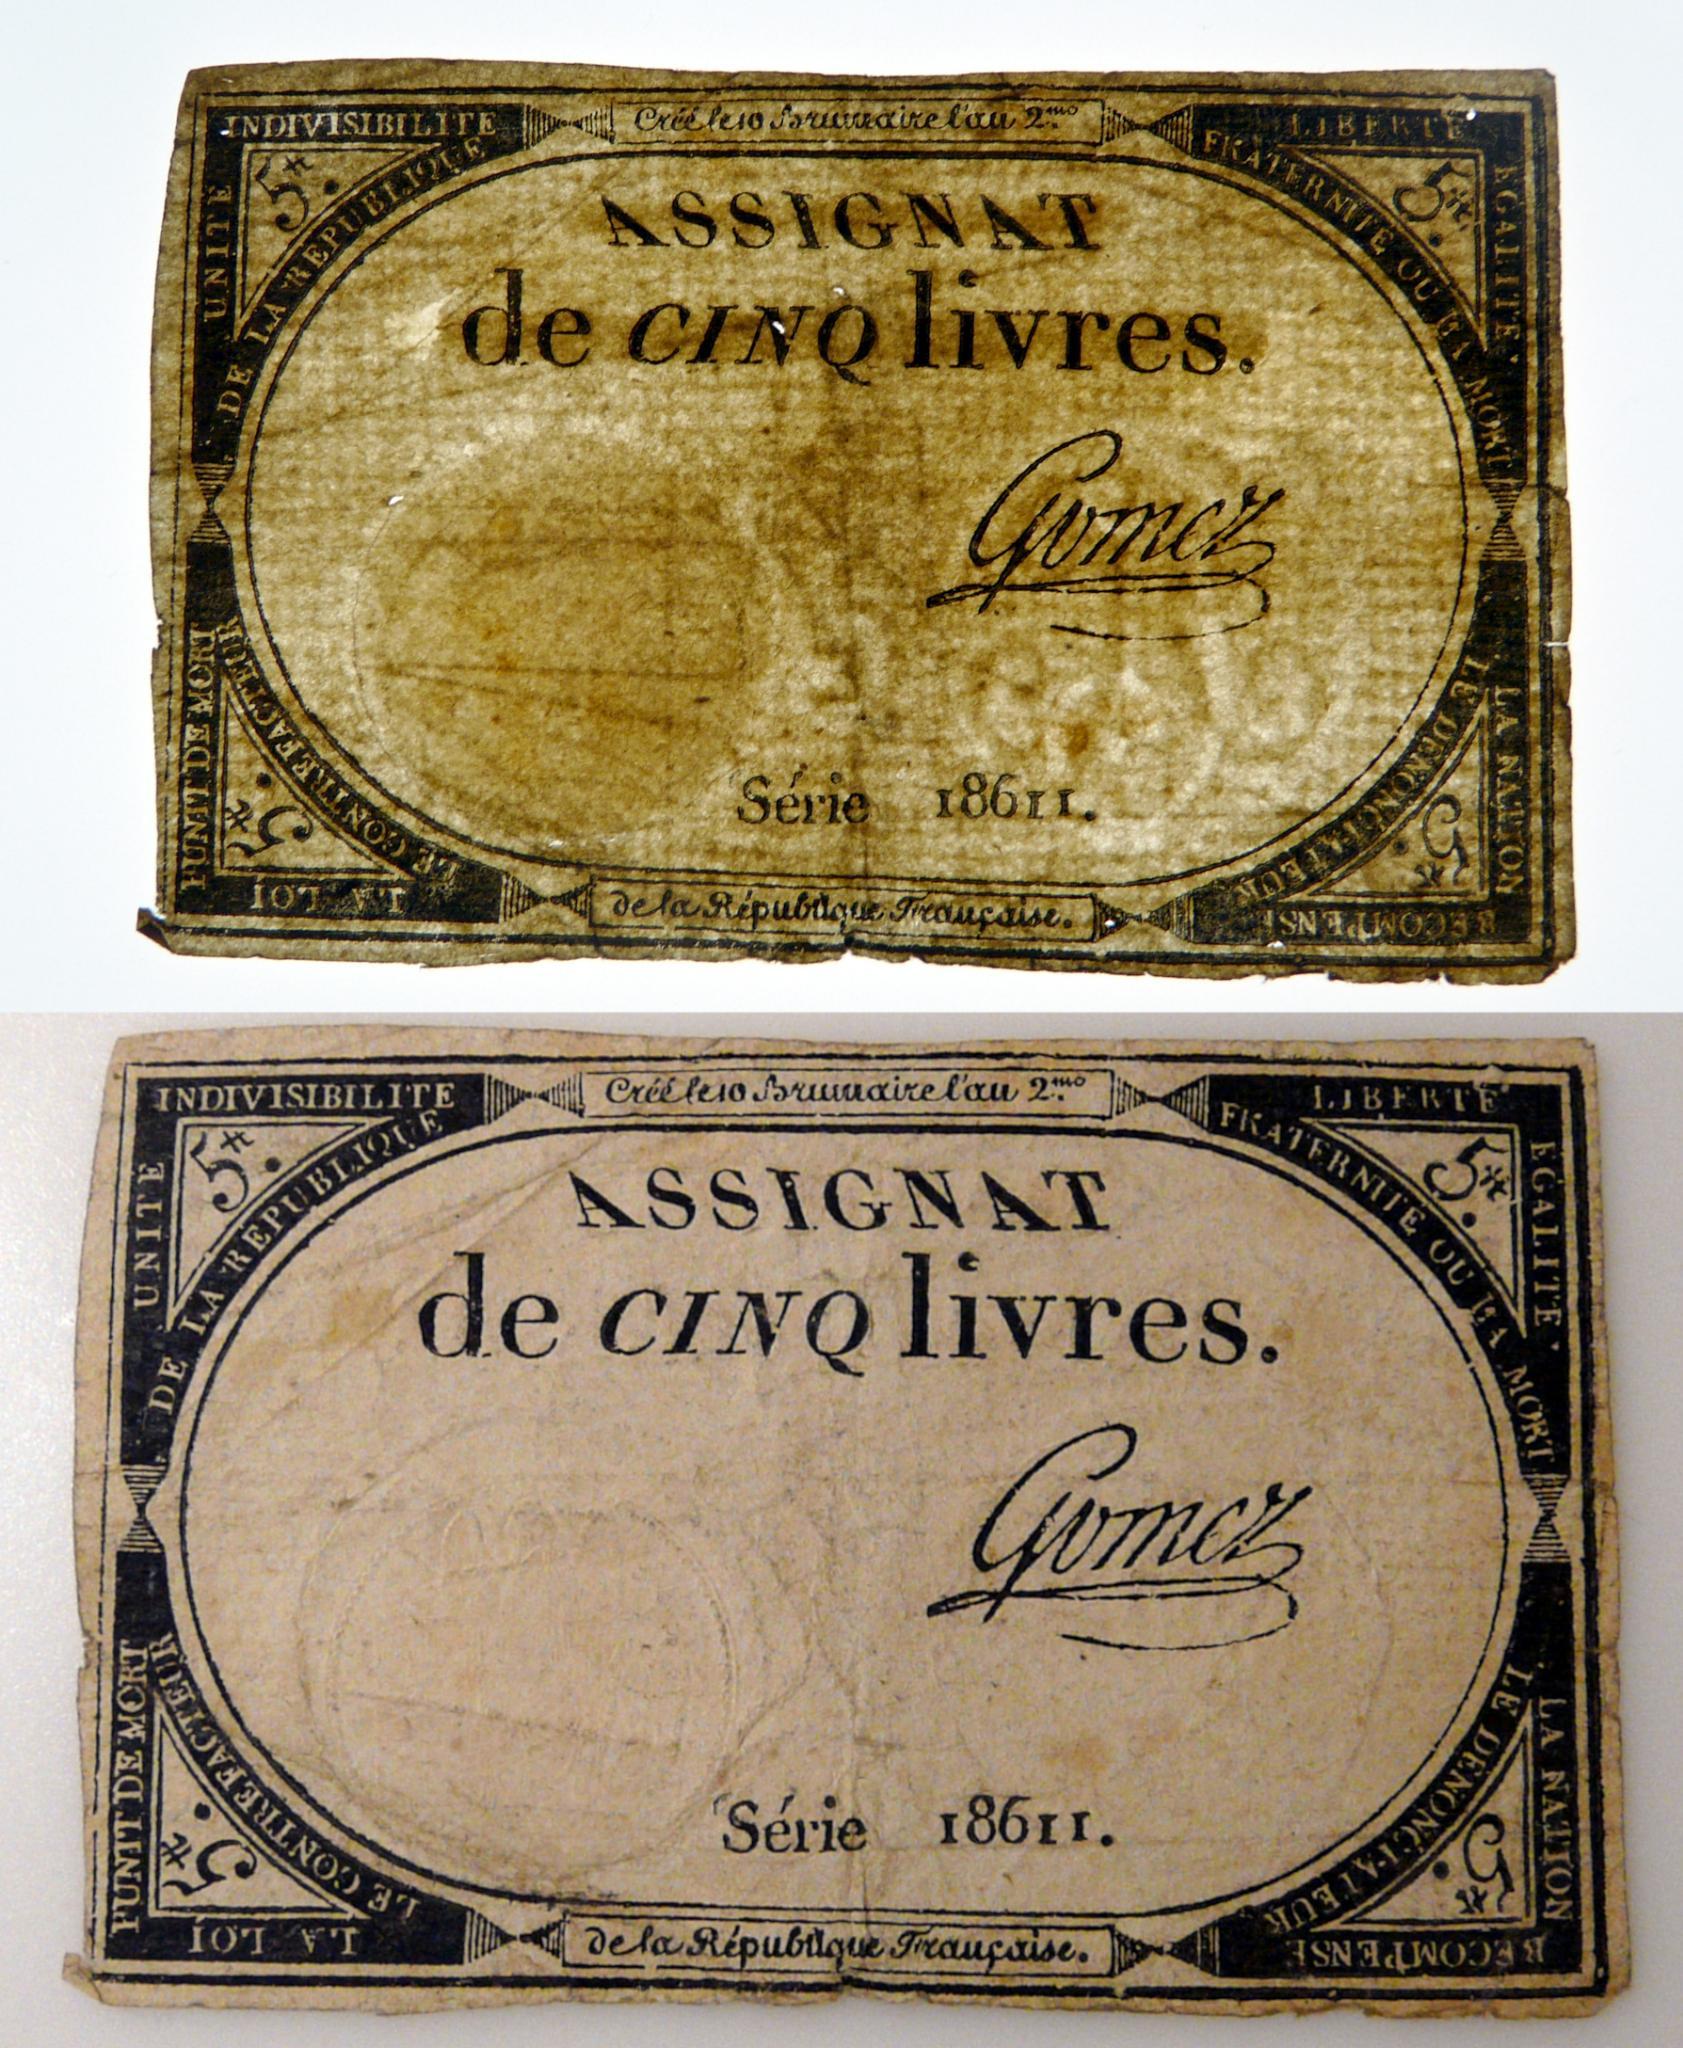 INDIVISIBILITE
Créé le 10 Brumaire l'an 2.me
LIBERTÉ
UNITÉ
DE LA REPUBLIQUE
FRATERNITE OU LA MORT
EGALITE
5# .
5# .
ASSIGNAT
de CINQ livres.
Gomez
PUNIT DE MORT
LE CONTREFACTEUR
LE DENONCIATEUR
LA NATION
5# .
5# .
Série 18611.
LA LOI
de la République Française.
RECOMPENSE
INDIVISIBILITE
Créé le 10 Brumaire l'an 2.me
LIBERTÉ
UNITÉ
DE LA REPUBLIQUE
FRATERNITE OU LA MORT
EGALITE
5# .
5# .
ASSIGNAT
de CINQ livres.
Gomez
PUNIT DE MORT
LE CONTREFACTEUR
LE DENONCIATEUR
LA NATION
5# .
5# .
Série 18611.
LA LOI
de la République Française.
RECOMPENSE